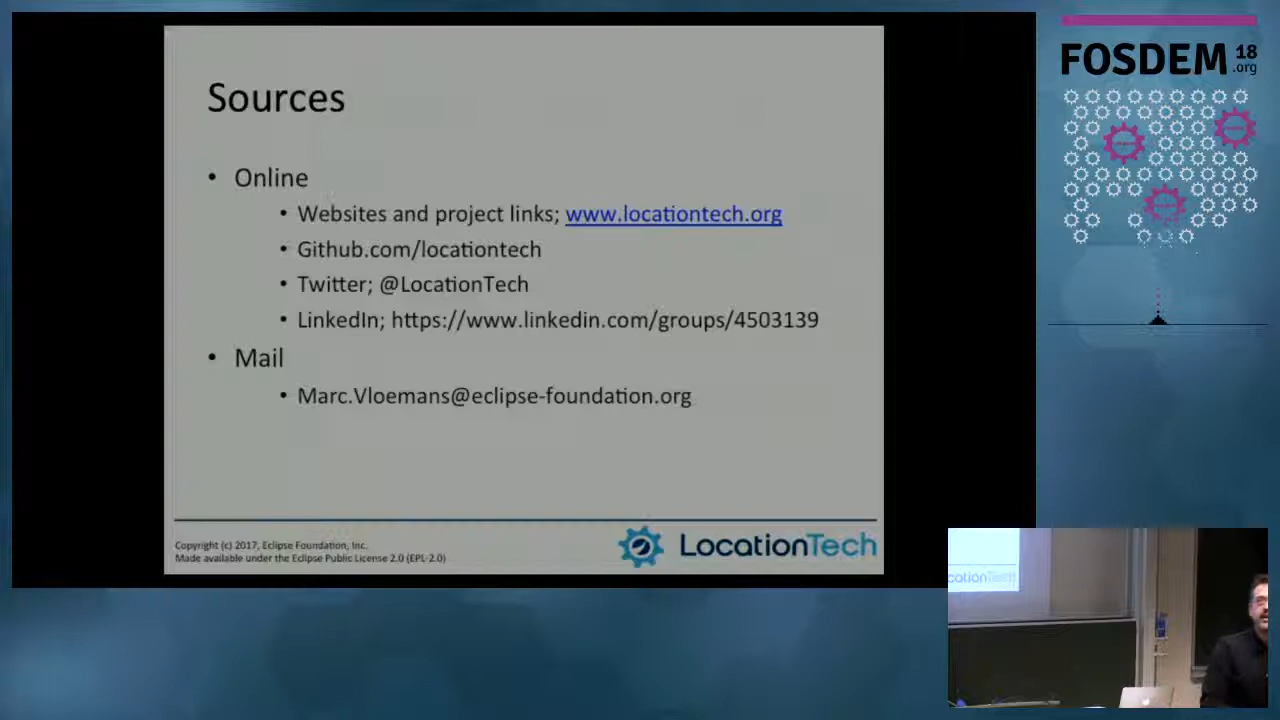 Sources
• Online
• Websites and project links; www.locationtech.org
• Github.com/locationtech
• Twitter; @LocationTech
• LinkedIn; https://www.linkedin.com/groups/4503139
• Mail
• Marc.Vloemans@eclipse-foundation.org
Copyright (c) 2017, Eclipse Foundation, Inc.
Made available under the Eclipse Public License 2.0 (EPL-2.0)
LocationTech
FOSDEM 18
.org
cationTech